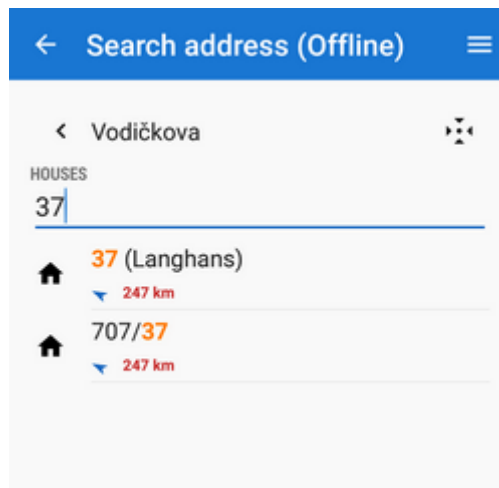 Search address (Offline)
Vodičkova
HOUSES
37
37 (Langhans)
247 km
707/37
247 km